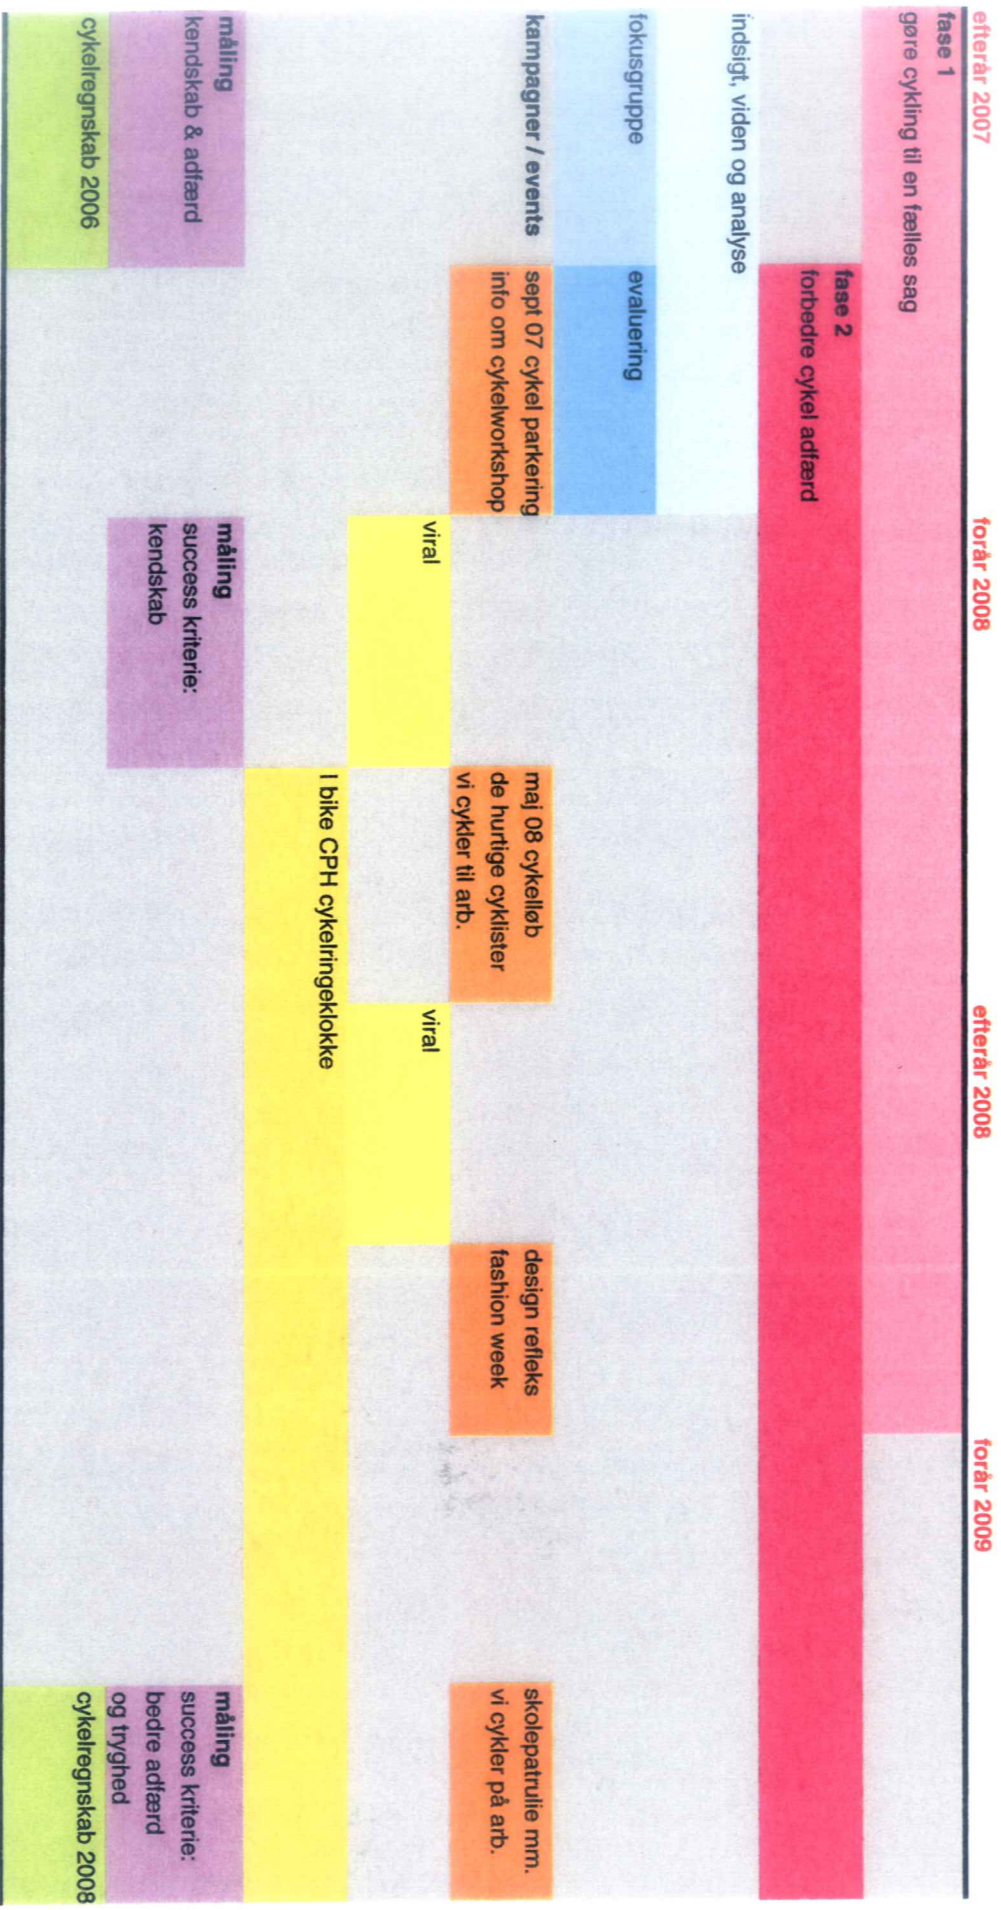 efterår 2007
forår 2008
efterår 2008
forår 2009
fase 1
gøre cykling til en fælles sag
fase 2
forbedre cykel adfærd
indsigt, viden og analyse
fokusgruppe
evaluering
kampagner / events
sept 07 cykel parkering
info om cykelworkshop
maj 08 cykelløb
de hurtige cyklister
vi cykler til arb.
design refleks
fashion week
skolepatrulie mm.
vi cykler på arb.
viral
viral
I bike CPH cykelringeklokke
måling
kendskab & adfærd
måling
success kriterie:
kendskab
måling
success kriterie:
bedre adfærd
og tryghed
cykelregnskab 2006
cykelregnskab 2008